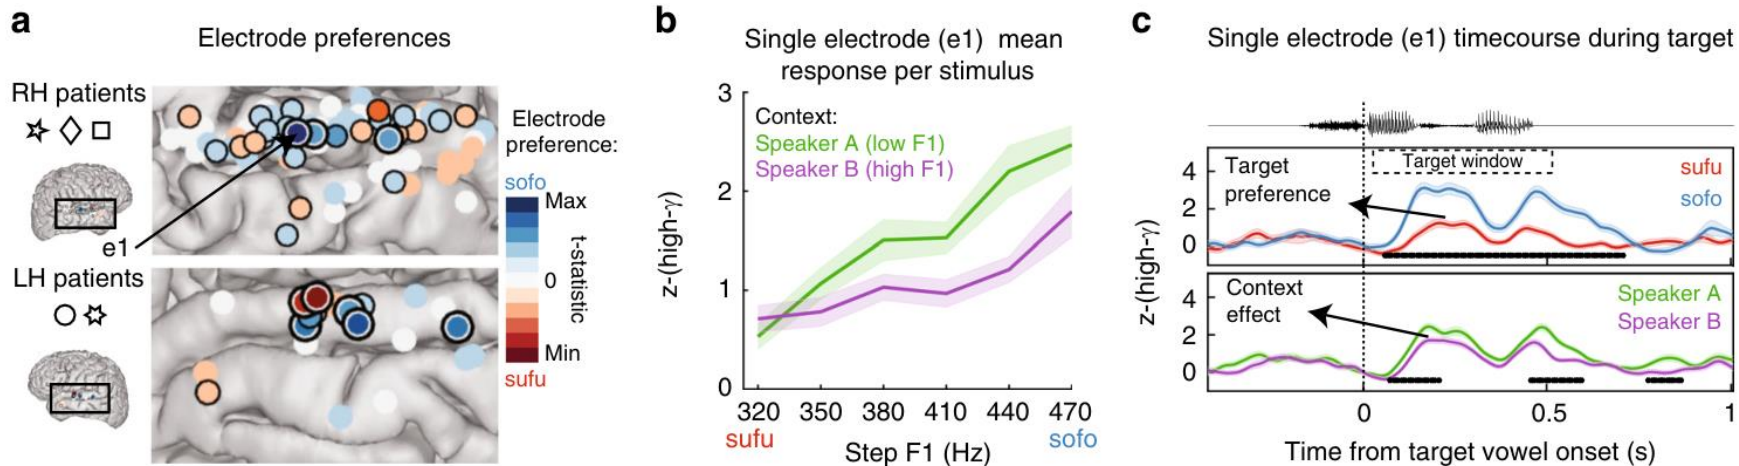 a
Electrode preferences
RH patients
e1
LH patients
Electrode
preference:
sofo
Max
0
Min
t-statistic
sufu
b
Single electrode (e1) mean
response per stimulus
z-(high-γ)
3
2
1
0
Context:
Speaker A (low F1)
Speaker B (high F1)
320 350 380 410 440 470
sufu sofo
Step F1 (Hz)
c
Single electrode (e1) timecourse during target
z-(high-γ)
4
2
0
Target window
Target
preference
sufu
sofo
4
2
0
Context
effect
Speaker A
Speaker B
0 0.5 1
Time from target vowel onset (s)